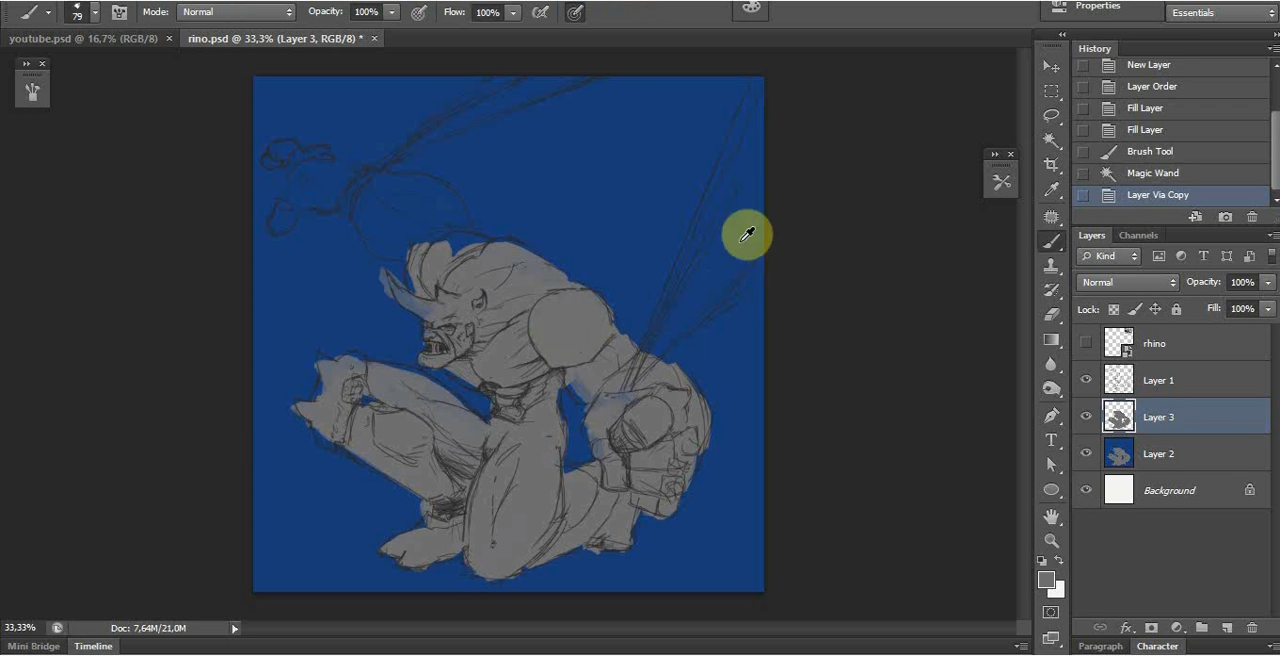 79 Mode: Normal Opacity: 100% Flow: 100% Properties Essentials
youtube.psd @ 16,7% (RGB/8) × rino.psd @ 33,3% (Layer 3, RGB/8) * ×
History
New Layer
Layer Order
Fill Layer
Fill Layer
Brush Tool
Magic Wand
Layer Via Copy
Layers Channels
Kind
Normal Opacity: 100%
Lock: Fill: 100%
rhino
Layer 1
Layer 3
Layer 2
Background
33,33% Doc: 7,64M/21,0M
Mini Bridge Timeline Paragraph Character